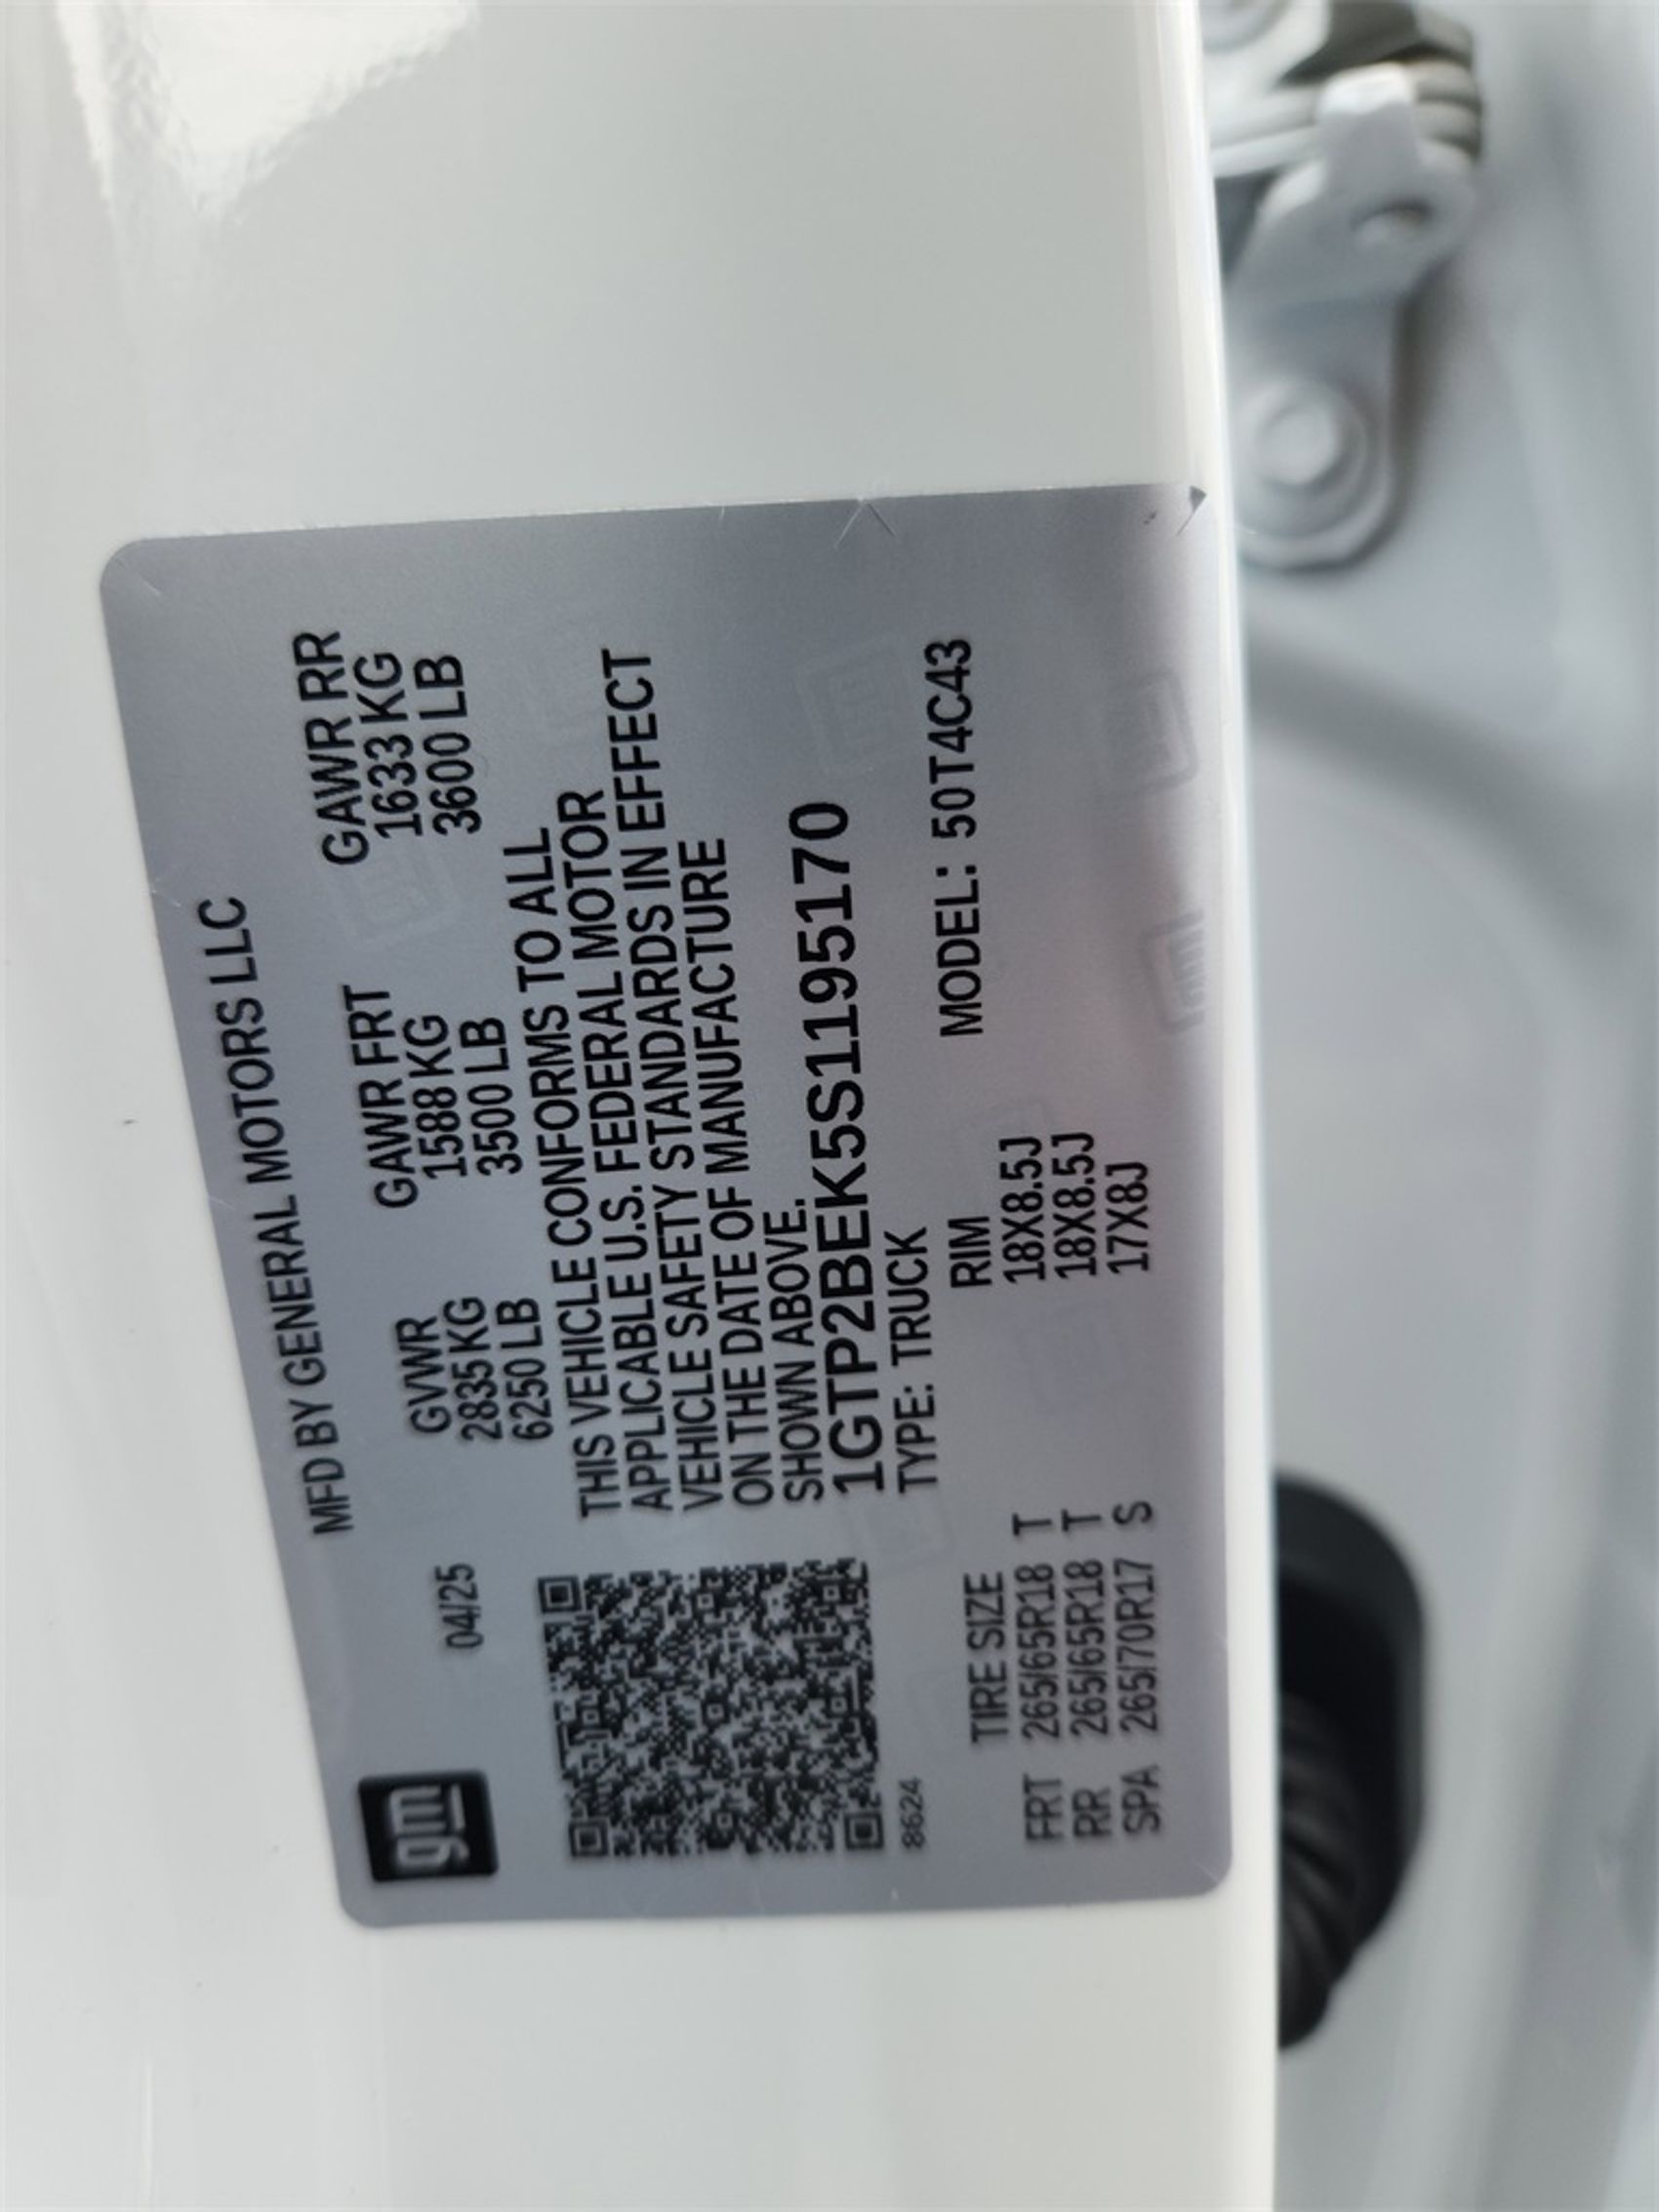 gm
MFD BY GENERAL MOTORS LLC
04/25
GVWR GAWR FRT GAWR RR
2835 KG 1588 KG 1633 KG
6250 LB 3500 LB 3600 LB
THIS VEHICLE CONFORMS TO ALL
APPLICABLE U.S. FEDERAL MOTOR
VEHICLE SAFETY STANDARDS IN EFFECT
ON THE DATE OF MANUFACTURE
SHOWN ABOVE.
1GTP2BEK5S1195170
TYPE: TRUCK MODEL: 50T4C43
8624
TIRE SIZE RIM
FRT 265/65R18 T 18X8.5J
RR 265/65R18 T 18X8.5J
SPA 265/70R17 S 17X8J